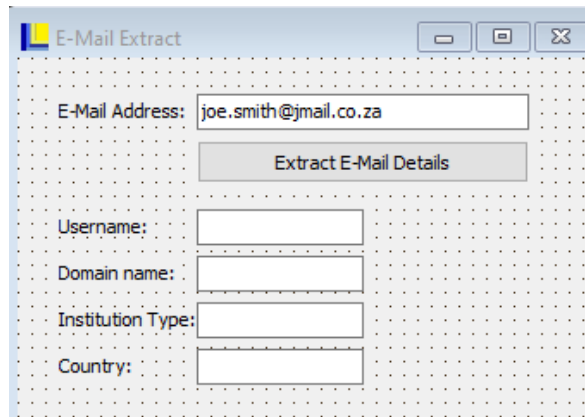 E-Mail Extract
E-Mail Address: joe.smith@jmail.co.za
Extract E-Mail Details
Username:
Domain name:
Institution Type:
Country: